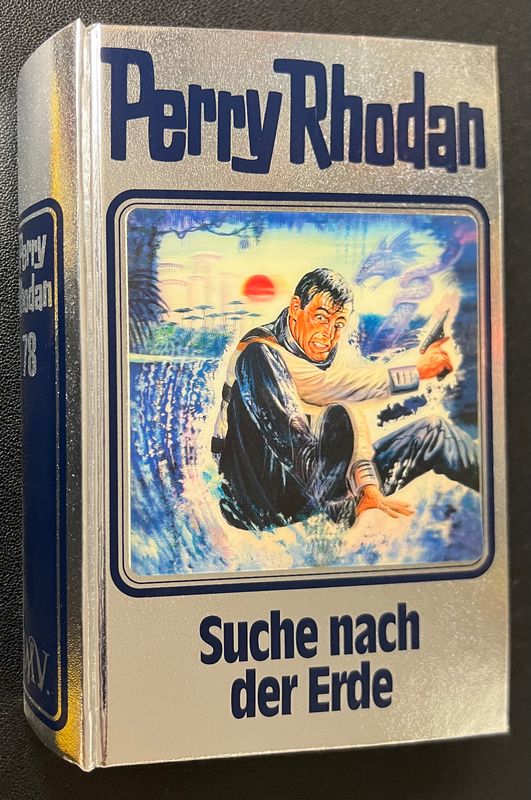 Perry Rhodan
Suche nach
der Erde
Perry
Rhodan
78